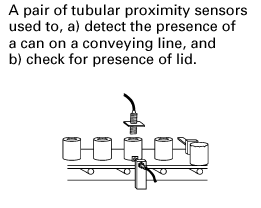 A pair of tubular proximity sensors
used to, a) detect the presence of
a can on a conveying line, and
b) check for presence of lid.